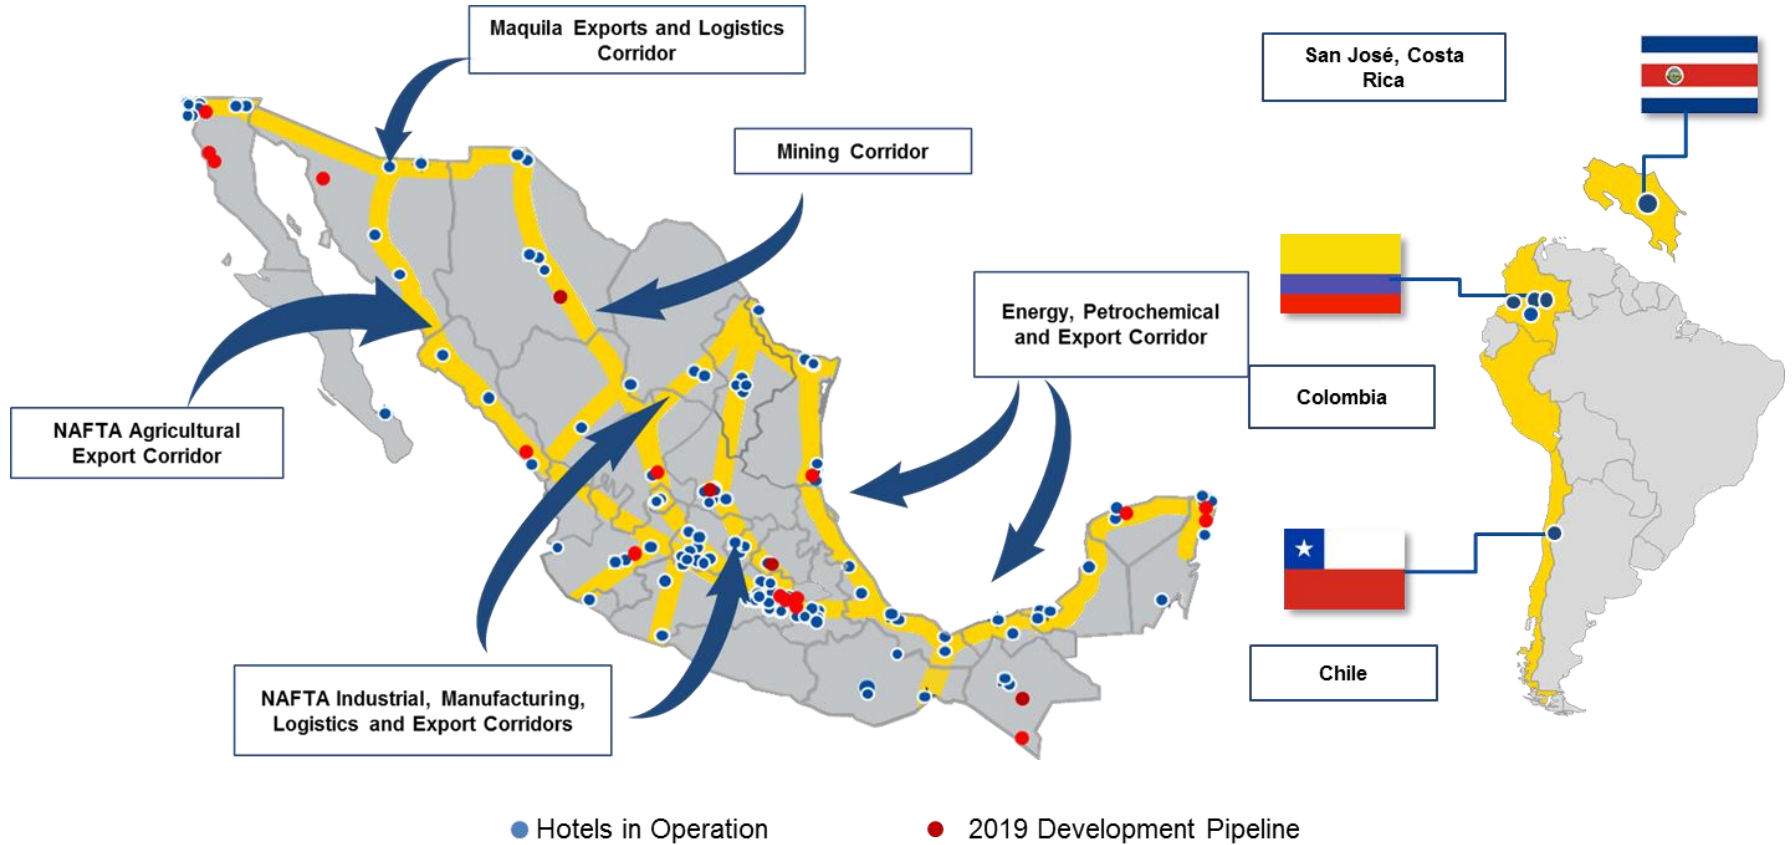 Maquila Exports and Logistics
Corridor
San José, Costa
Rica
Mining Corridor
Energy, Petrochemical
and Export Corridor
Colombia
NAFTA Agricultural
Export Corridor
NAFTA Industrial, Manufacturing,
Logistics and Export Corridors
Chile
Hotels in Operation
2019 Development Pipeline